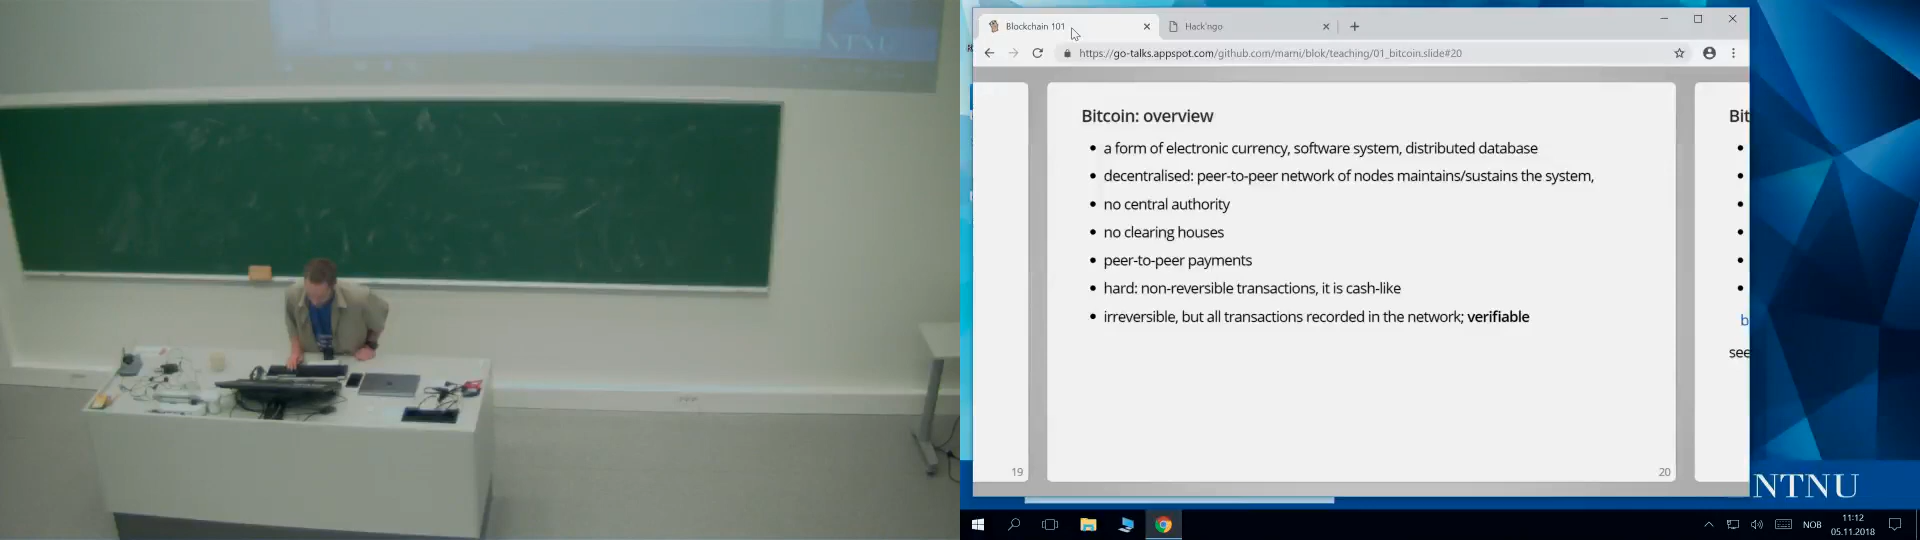 NTNU
Blockchain 101
Hack'ngo
https://go-talks.appspot.com/github.com/mami/blok/teaching/01_bitcoin.slide#20
Bitcoin: overview
a form of electronic currency, software system, distributed database
decentralised: peer-to-peer network of nodes maintains/sustains the system,
no central authority
no clearing houses
peer-to-peer payments
hard: non-reversible transactions, it is cash-like
irreversible, but all transactions recorded in the network; verifiable
19
20
Bit
b
see
NTNU
NOB
11:12
05.11.2018